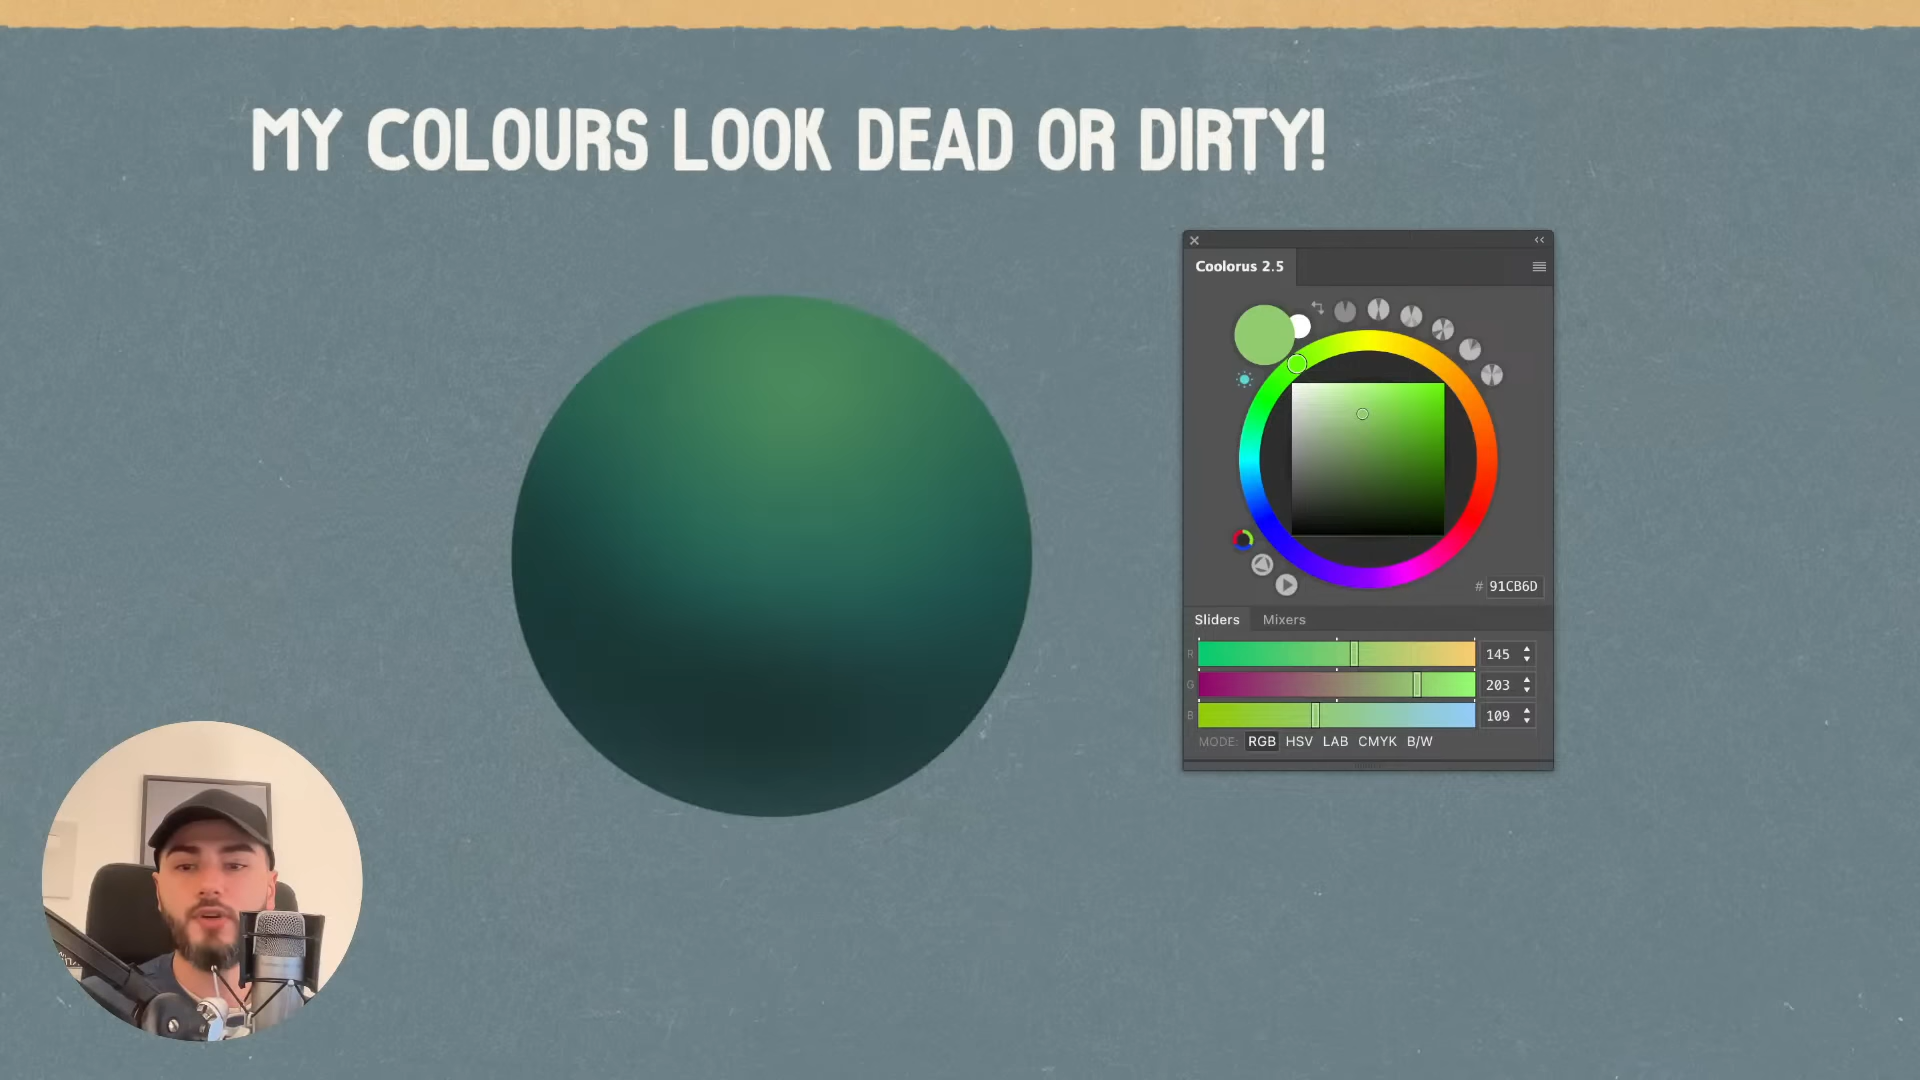 MY COLOURS LOOK DEAD OR DIRTY!
Coolorus 2.5
# 91CB6D
Sliders Mixers
R 145
G 203
B 109
MODE: RGB HSV LAB CMYK B/W